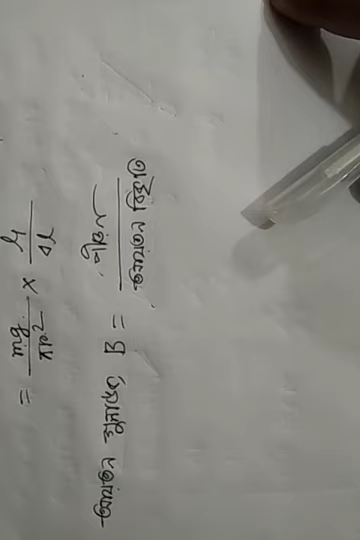 = mg/πr² × L/Δl
আয়তন গুণাঙ্ক B = / আয়তন বিকৃতি